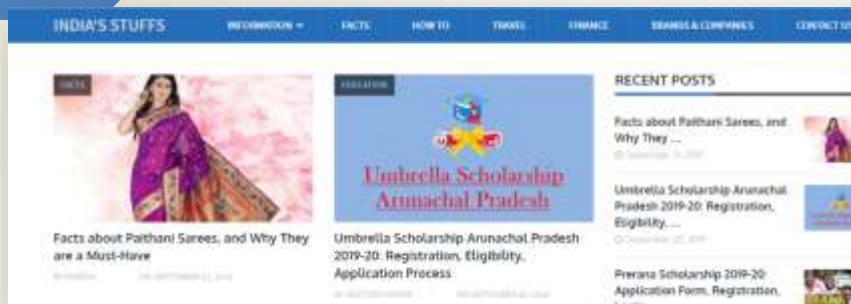 INDIA'S STUFFS
INFORMATION
FACTS
HOW TO
TRAVEL
FINANCE
BRANDS & COMPANIES
CONTACT US
FACTS
EDUCATION
Umbrella Scholarship
Arunachal Pradesh
Facts about Paithani Sarees, and Why They
are a Must-Have
Umbrella Scholarship Arunachal Pradesh
2019-20: Registration, Eligibility,
Application Process
RECENT POSTS
Facts about Paithani Sarees, and
Why They ...
Umbrella Scholarship Arunachal
Pradesh 2019-20: Registration,
Eligibility, ...
Prerana Scholarship 2019-20
Application Form, Registration,